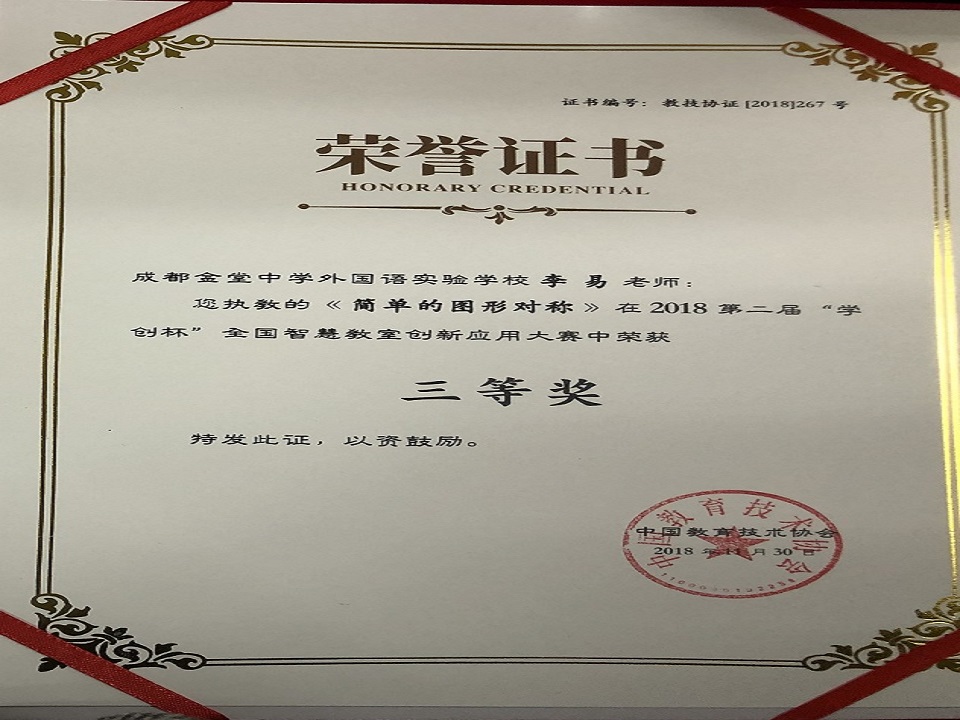 证书编号：教技协证[2018]267号
荣誉证书
HONORARY CREDENTIAL
成都金堂中学外国语实验学校 李 易 老师：
您执教的《简单的图形对称》在2018第二届“学
创杯”全国智慧教室创新应用大赛中荣获
三等奖
特发此证，以资鼓励。
中国教育技术协会
中国教育技术协会
2018年11月30日